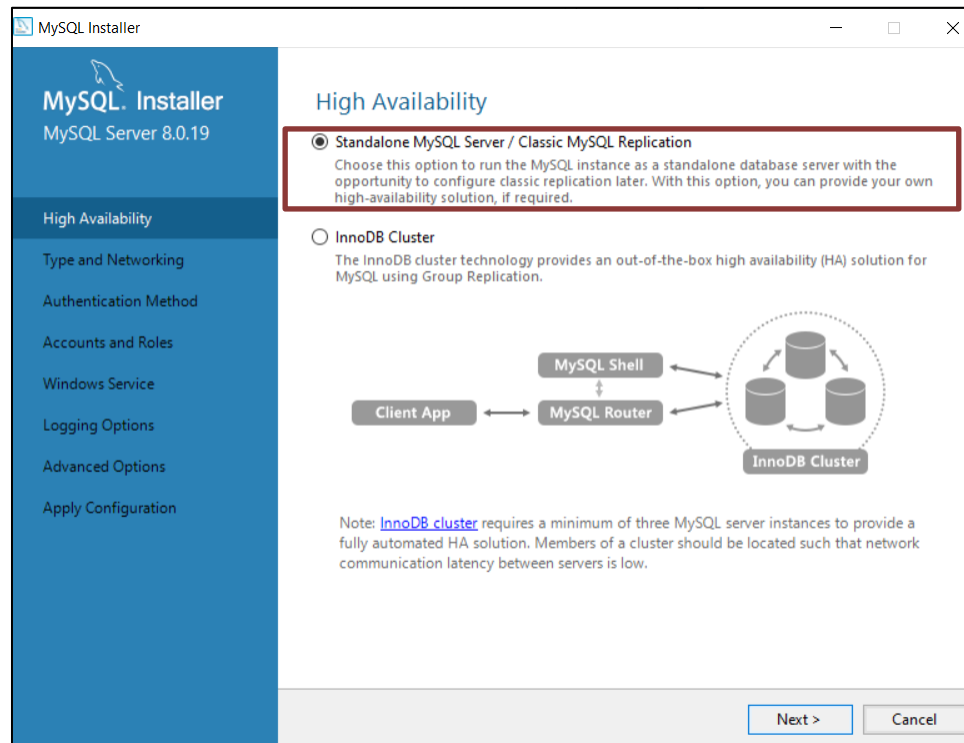 MySQL Installer
MySQL. Installer
MySQL Server 8.0.19
High Availability
Type and Networking
Authentication Method
Accounts and Roles
Windows Service
Logging Options
Advanced Options
Apply Configuration
High Availability
Standalone MySQL Server / Classic MySQL Replication
Choose this option to run the MySQL instance as a standalone database server with the
opportunity to configure classic replication later. With this option, you can provide your own
high-availability solution, if required.
InnoDB Cluster
The InnoDB cluster technology provides an out-of-the-box high availability (HA) solution for
MySQL using Group Replication.
MySQL Shell
Client App
MySQL Router
InnoDB Cluster
Note: InnoDB cluster requires a minimum of three MySQL server instances to provide a
fully automated HA solution. Members of a cluster should be located such that network
communication latency between servers is low.
Next >
Cancel